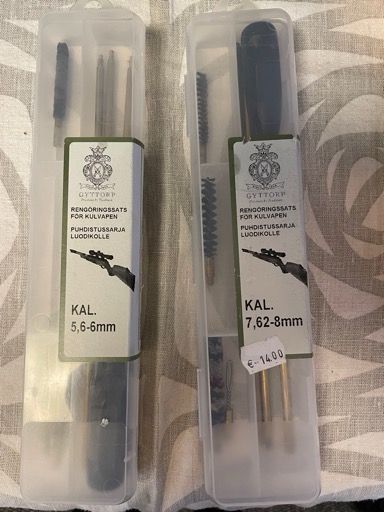 GYTTORP
RENGÖRINGSSATS
FÖR KULVAPEN
PUHDISTUSSARJA
LUODIKOLLE
KAL.
5,6-6mm
GYTTORP
RENGÖRINGSSATS
FÖR KULVAPEN
PUHDISTUSSARJA
LUODIKOLLE
KAL.
7,62-8mm
€-14.00